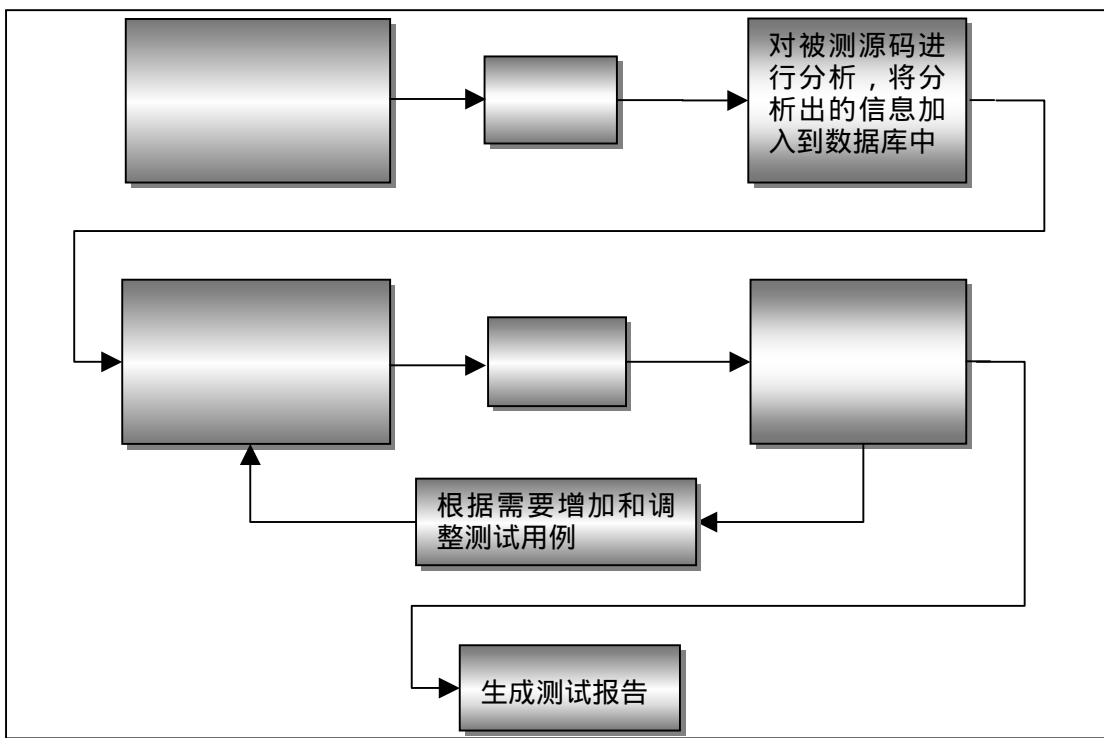 对被测源码进
行分析，将分
析出的信息加
入到数据库中
根据需要增加和调
整测试用例
生成测试报告